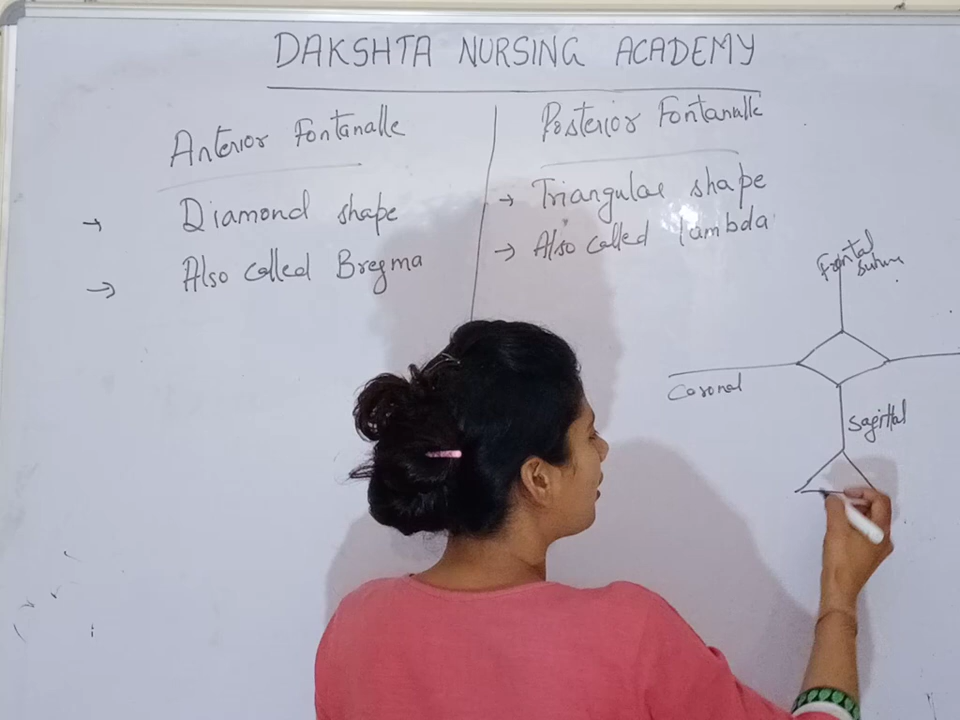 DAKSHTA NURSING ACADEMY
Anterior Fontanalle
→ Diamond shape
→ Also called Bregma
Posterior Fontanalle
→ Triangular shape
→ Also called lambda
Frontal
suture
Coronal
Sagittal